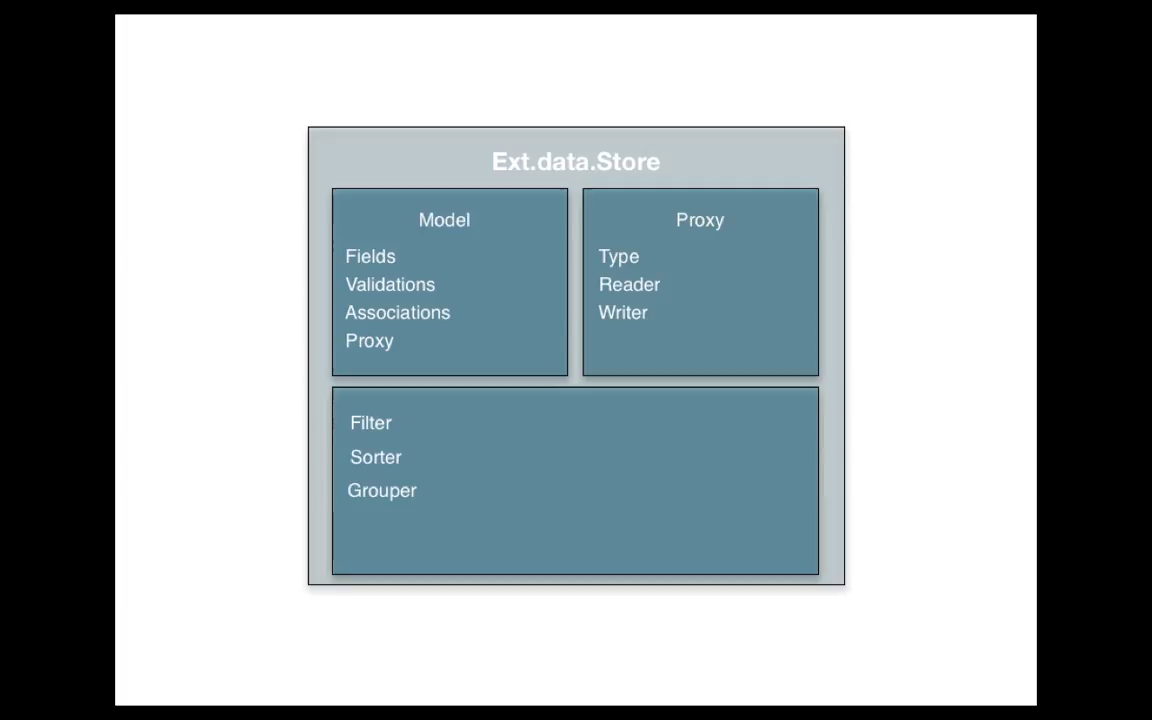 Ext.data.Store
Model
Fields
Validations
Associations
Proxy
Proxy
Type
Reader
Writer
Filter
Sorter
Grouper